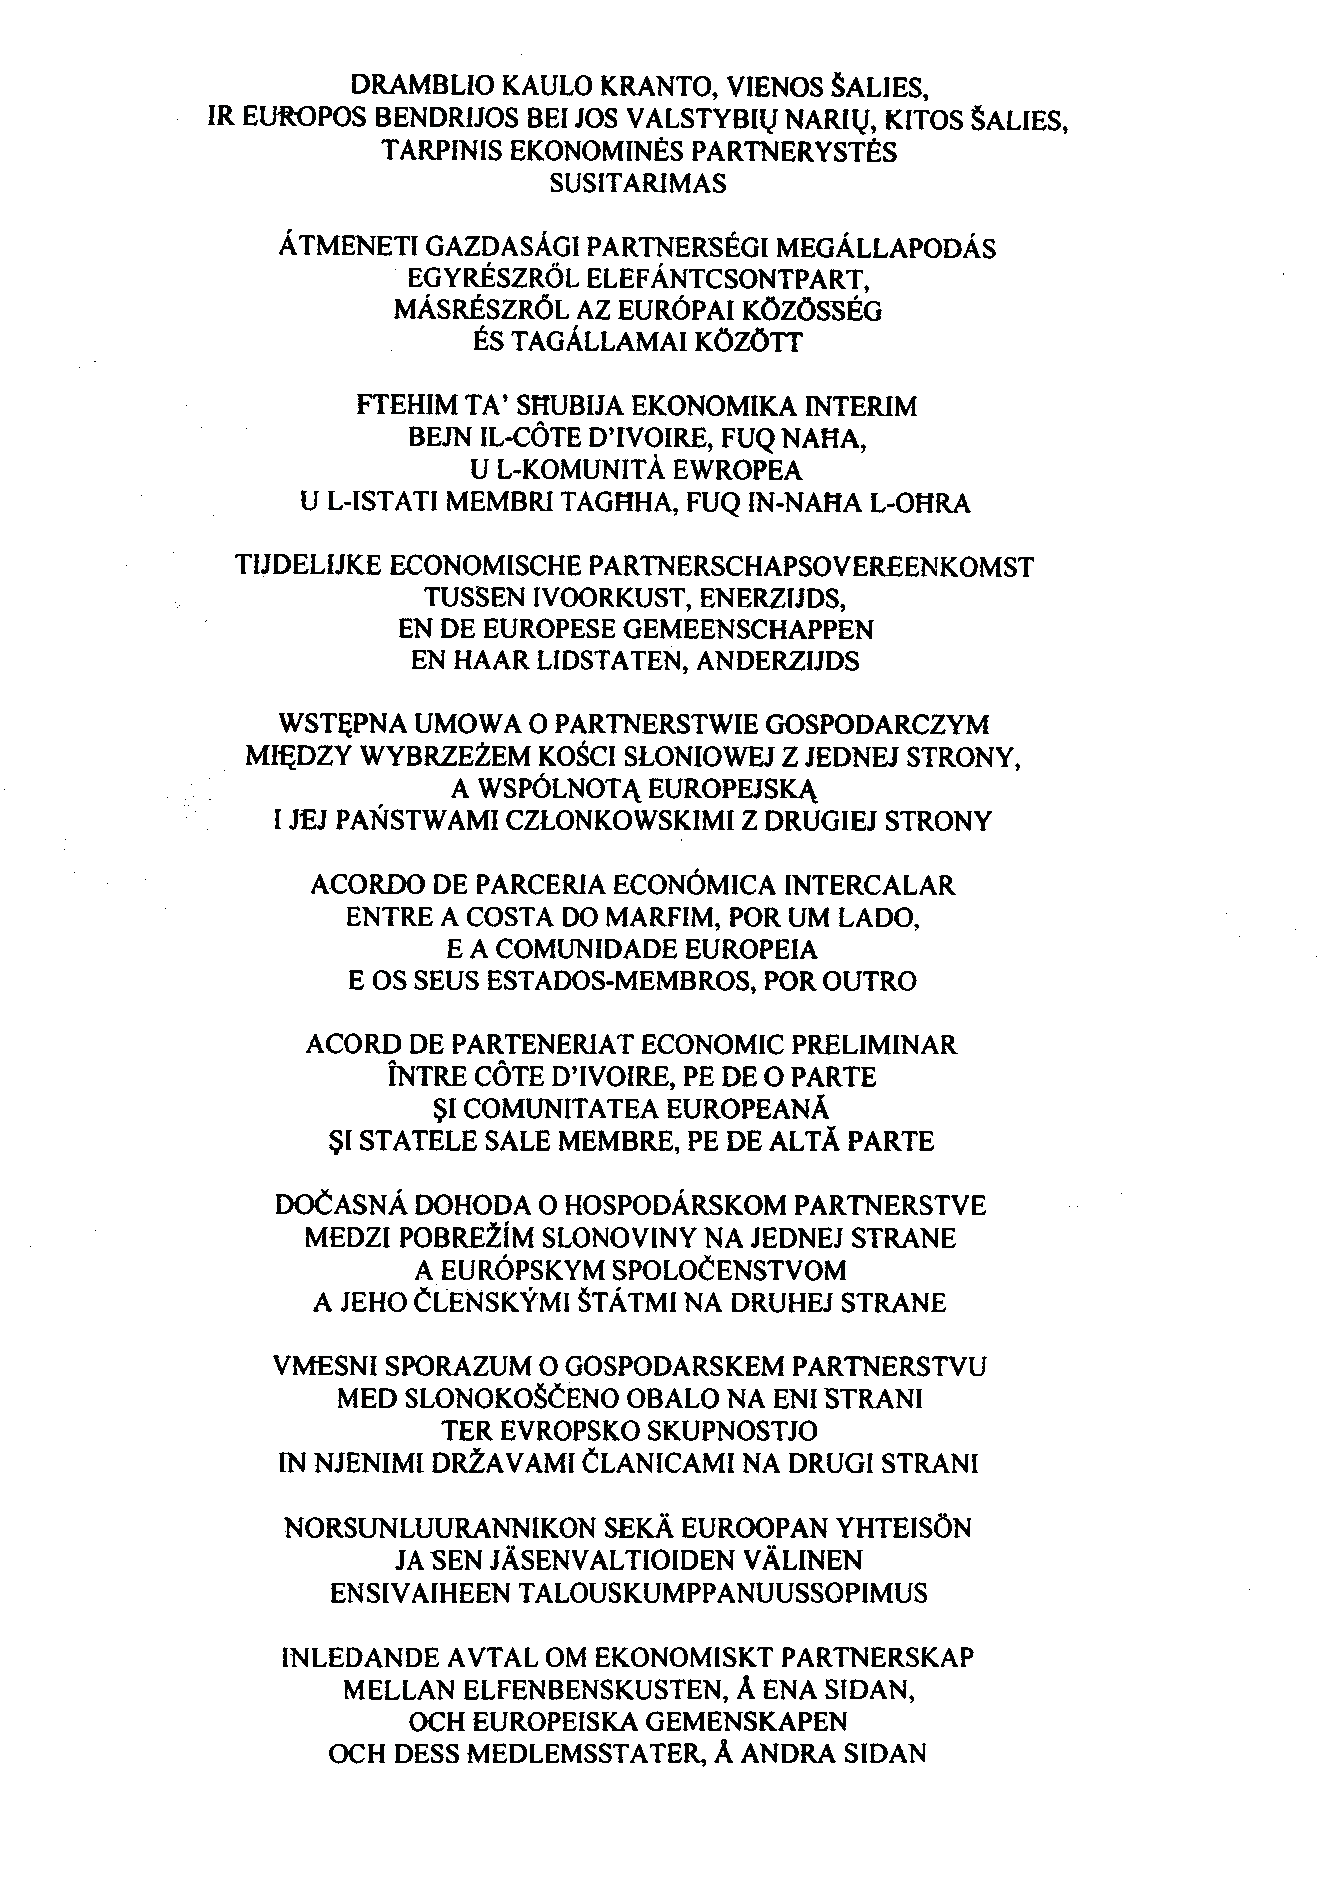 DRAMBLIO KAULO KRANTO, VIENOS ŠALIES,
IR EUROPOS BENDRIJOS BEI JOS VALSTYBIŲ NARIŲ, KITOS ŠALIES,
TARPINIS EKONOMINĖS PARTNERYSTĖS
SUSITARIMAS
ÁTMENETI GAZDASÁGI PARTNERSÉGI MEGÁLLAPODÁS
EGYRÉSZRŐL ELEFÁNTCSONTPART,
MÁSRÉSZRŐL AZ EURÓPAI KÖZÖSSÉG
ÉS TAGÁLLAMAI KÖZÖTT
FTEHIM TA' SĦUBIJA EKONOMIKA INTERIM
BEJN IL-CÔTE D'IVOIRE, FUQ NAĦA,
U L-KOMUNITÀ EWROPEA
U L-ISTATI MEMBRI TAGĦHA, FUQ IN-NAĦA L-OĦRA
TIJDELIJKE ECONOMISCHE PARTNERSCHAPSOVEREENKOMST
TUSSEN IVOORKUST, ENERZIJDS,
EN DE EUROPESE GEMEENSCHAPPEN
EN HAAR LIDSTATEN, ANDERZIJDS
WSTĘPNA UMOWA O PARTNERSTWIE GOSPODARCZYM
MIĘDZY WYBRZEŻEM KOŚCI SŁONIOWEJ Z JEDNEJ STRONY,
A WSPÓLNOTĄ EUROPEJSKĄ
I JEJ PAŃSTWAMI CZŁONKOWSKIMI Z DRUGIEJ STRONY
ACORDO DE PARCERIA ECONÓMICA INTERCALAR
ENTRE A COSTA DO MARFIM, POR UM LADO,
E A COMUNIDADE EUROPEIA
E OS SEUS ESTADOS-MEMBROS, POR OUTRO
ACORD DE PARTENERIAT ECONOMIC PRELIMINAR
ÎNTRE CÔTE D'IVOIRE, PE DE O PARTE
ŞI COMUNITATEA EUROPEANĂ
ŞI STATELE SALE MEMBRE, PE DE ALTĂ PARTE
DOČASNÁ DOHODA O HOSPODÁRSKOM PARTNERSTVE
MEDZI POBREŽÍM SLONOVINY NA JEDNEJ STRANE
A EURÓPSKYM SPOLOČENSTVOM
A JEHO ČLENSKÝMI ŠTÁTMI NA DRUHEJ STRANE
VMESNI SPORAZUM O GOSPODARSKEM PARTNERSTVU
MED SLONOKOŠČENO OBALO NA ENI STRANI
TER EVROPSKO SKUPNOSTJO
IN NJENIMI DRŽAVAMI ČLANICAMI NA DRUGI STRANI
NORSUNLUURANNIKON SEKÄ EUROOPAN YHTEISÖN
JA SEN JÄSENVALTIOIDEN VÄLINEN
ENSIVAIHEEN TALOUSKUMPPANUUSSOPIMUS
INLEDANDE AVTAL OM EKONOMISKT PARTNERSKAP
MELLAN ELFENBENSKUSTEN, Å ENA SIDAN,
OCH EUROPEISKA GEMENSKAPEN
OCH DESS MEDLEMSSTATER, Å ANDRA SIDAN